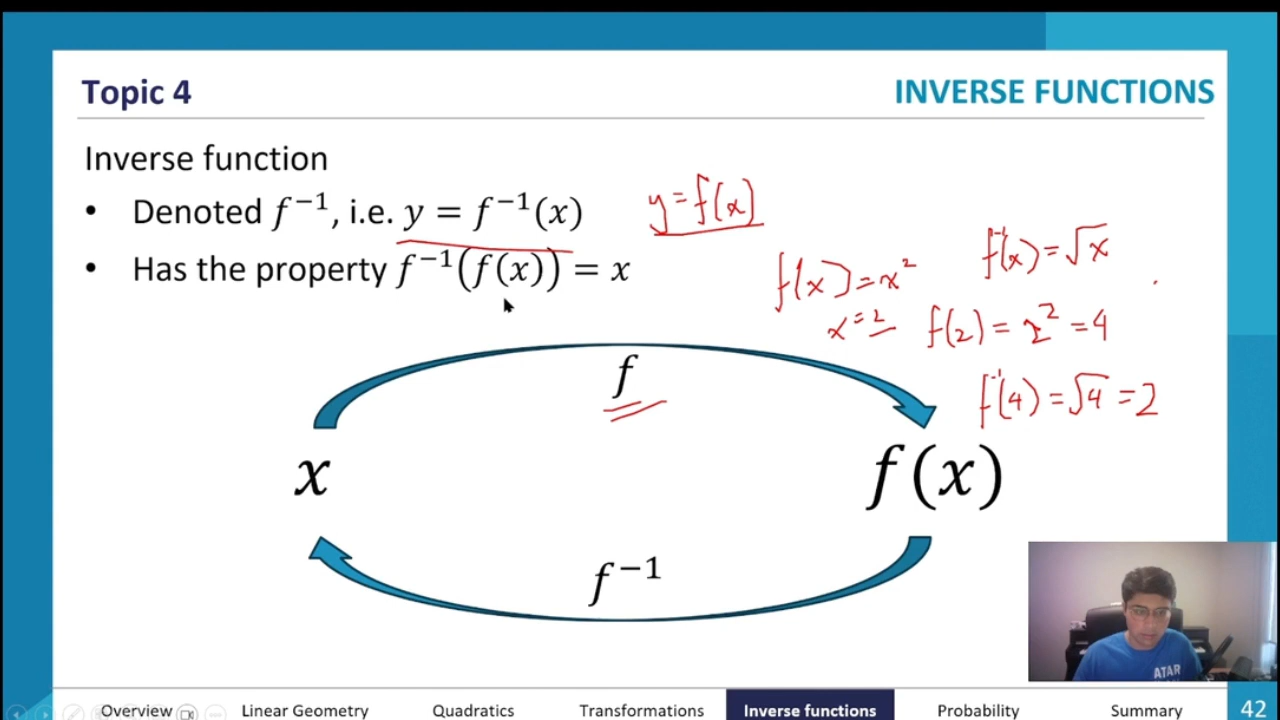 Topic 4
INVERSE FUNCTIONS
Inverse function
• Denoted f⁻¹, i.e. y = f⁻¹(x)
y = f(x)
• Has the property f⁻¹(f(x)) = x
f(x) = x²
f⁻¹(x) = √x
x = 2
f(2) = 2² = 4
f⁻¹(4) = √4 = 2
f
x
f(x)
f⁻¹
ATAR
Overview Linear Geometry Quadratics Transformations Inverse functions Probability Summary 42